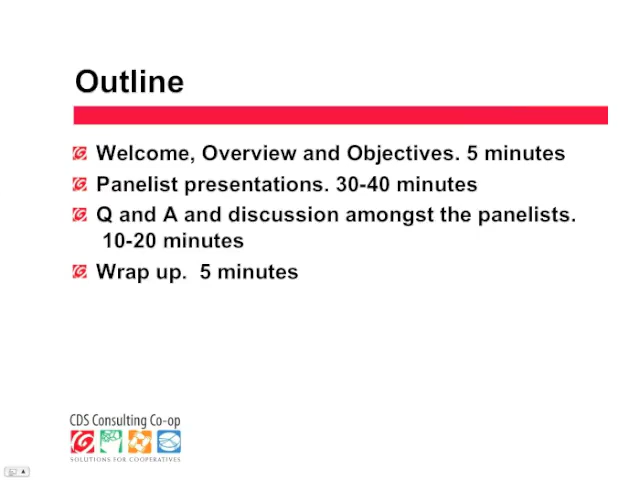 Outline
Welcome, Overview and Objectives. 5 minutes
Panelist presentations. 30-40 minutes
Q and A and discussion amongst the panelists.
10-20 minutes
Wrap up. 5 minutes
CDS Consulting Co-op
SOLUTIONS FOR COOPERATIVES